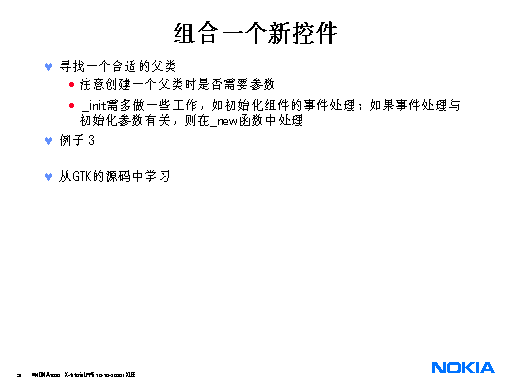 组合一个新控件
寻找一个合适的父类
注意创建一个父类时是否需要参数
_init需多做一些工作，如初始化组件的事件处理；如果事件处理与
初始化参数有关，则在_new函数中处理
例子 3
从GTK的源码中学习
NOKIA